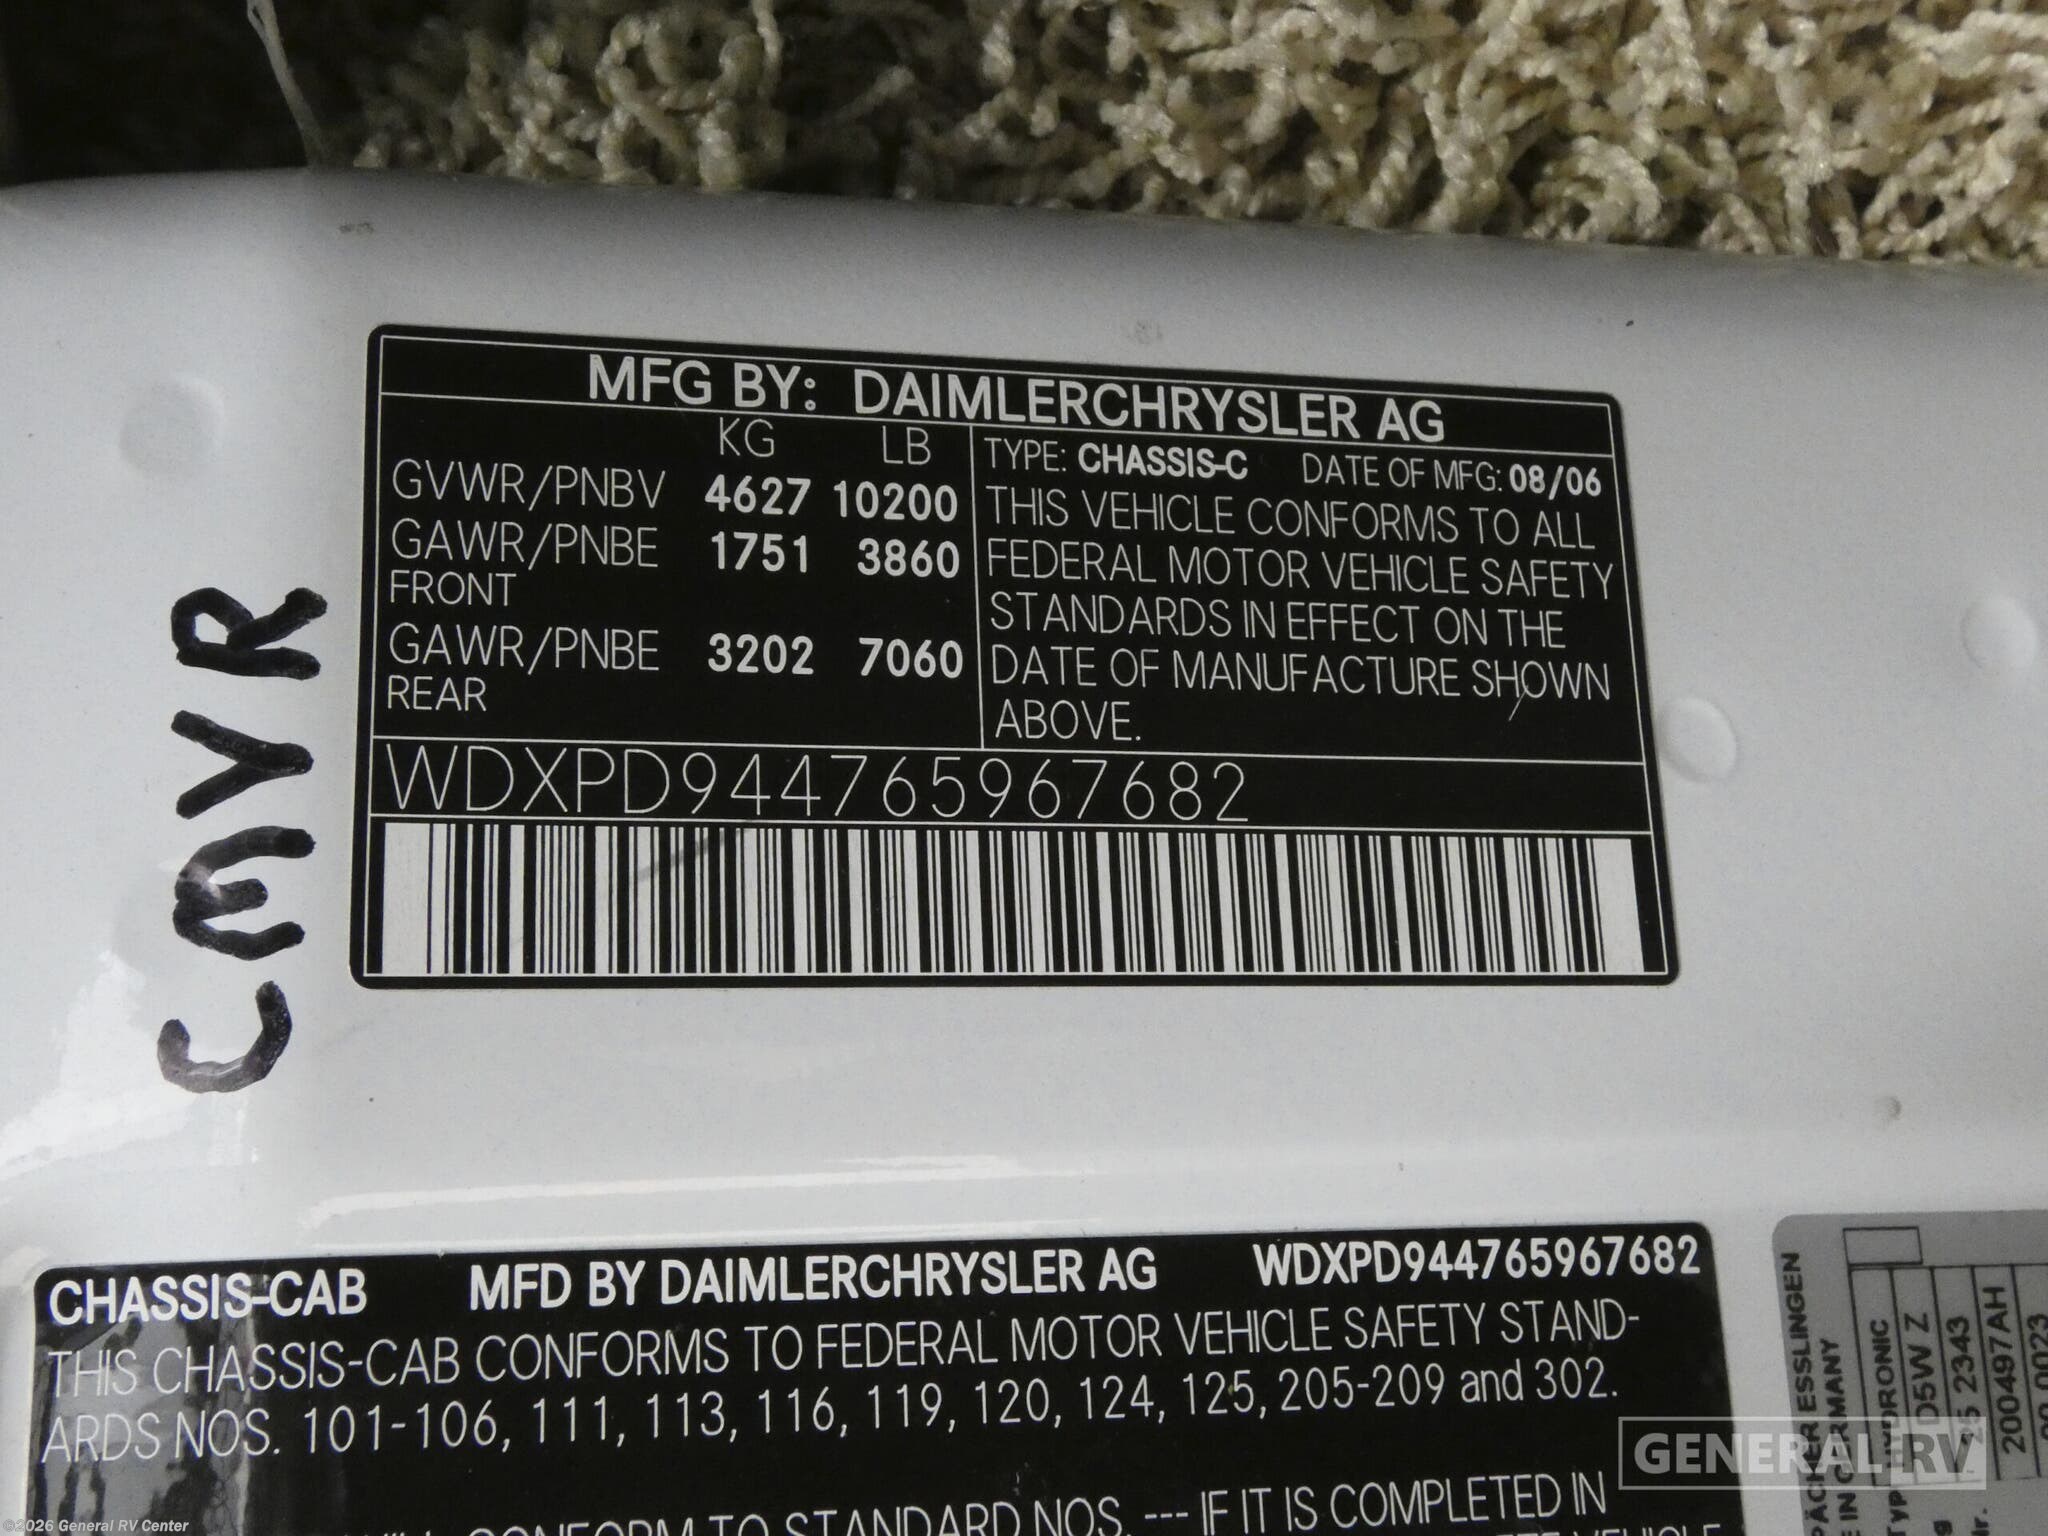 MFG BY: DAIMLERCHRYSLER AG
KG LB
GVWR/PNBV 4627 10200
GAWR/PNBE 1751 3860
FRONT
GAWR/PNBE 3202 7060
REAR
TYPE: CHASSIS-C DATE OF MFG: 08/06
THIS VEHICLE CONFORMS TO ALL
FEDERAL MOTOR VEHICLE SAFETY
STANDARDS IN EFFECT ON THE
DATE OF MANUFACTURE SHOWN
ABOVE.
WDXPD944765967682
CMYR
CHASSIS-CAB MFD BY DAIMLERCHRYSLER AG WDXPD944765967682
THIS CHASSIS-CAB CONFORMS TO FEDERAL MOTOR VEHICLE SAFETY STAND-
ARDS NOS. 101-106, 111, 113, 116, 119, 120, 124, 125, 205-209 and 302.
CONFORM TO STANDARD NOS. --- IF IT IS COMPLETED IN
ESSLINGEN
IN GERMANY
HYDRONIC
D5W Z
25 2343
200497AH
GENERAL RV
©2026 General RV Center